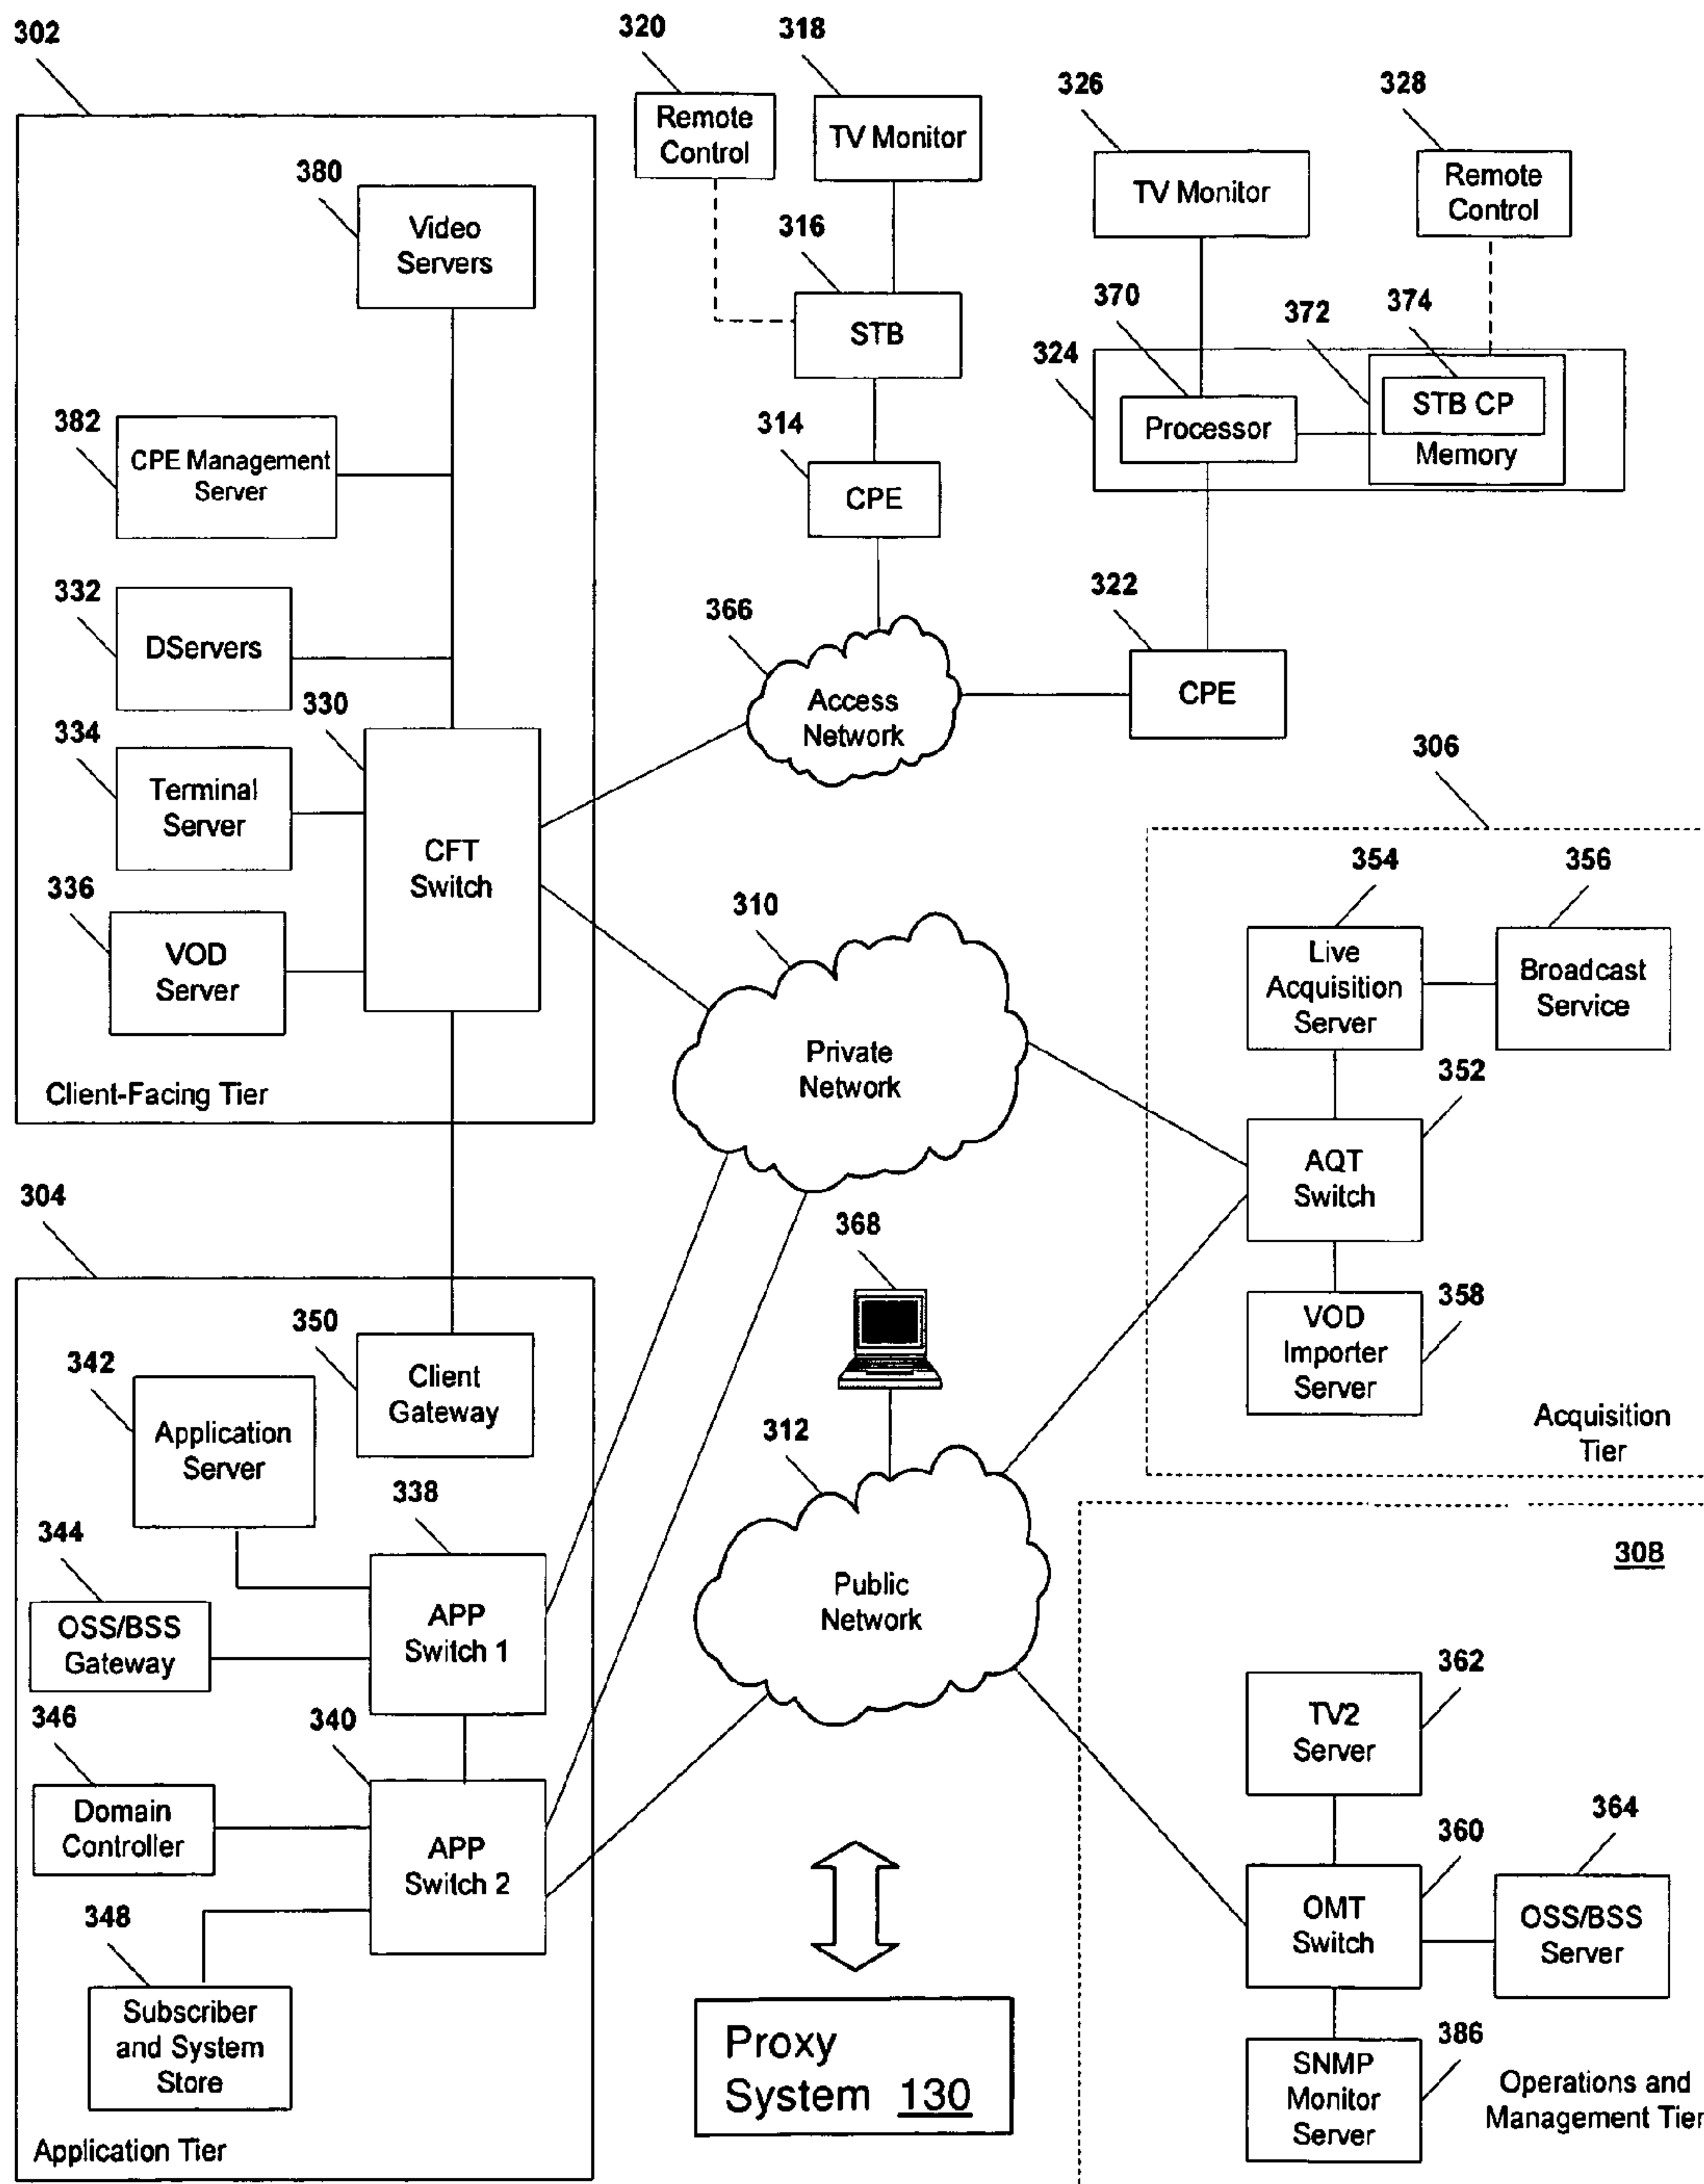 302
320
318
326
328
Remote
Control
TV Monitor
TV Monitor
Remote
Control
380
Video
Servers
316
STB
370
372
374
324
STB CP
Processor
Memory
382
CPE Management
Server
314
CPE
332
DServers
366
Access
Network
322
CPE
330
334
Terminal
Server
306
CFT
Switch
336
VOD
Server
310
Private
Network
354
356
Live
Acquisition
Server
Broadcast
Service
352
Client-Facing Tier
AQT
Switch
304
368
358
VOD
Importer
Server
Acquisition
Tier
350
342
Client
Gateway
Application
Server
312
338
344
308
OSS/BSS
Gateway
APP
Switch 1
Public
Network
362
TV2
Server
346
340
Domain
Controller
APP
Switch 2
360
364
OMT
Switch
OSS/BSS
Server
348
Subscriber
and System
Store
Proxy
System 130
386
SNMP
Monitor
Server
Operations and
Management Tier
Application Tier